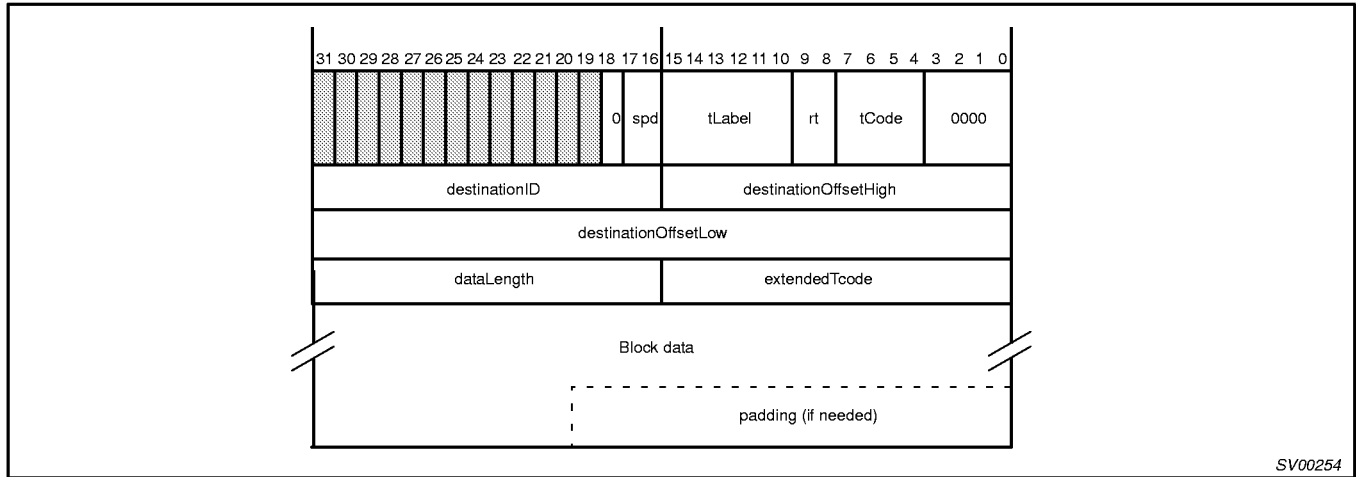 31 30 29 28 27 26 25 24 23 22 21 20 19 18 17 16 15 14 13 12 11 10 9 8 7 6 5 4 3 2 1 0
0 spd tLabel rt tCode 0000
destinationID destinationOffsetHigh
destinationOffsetLow
dataLength extendedTcode
Block data
padding (if needed)
SV00254